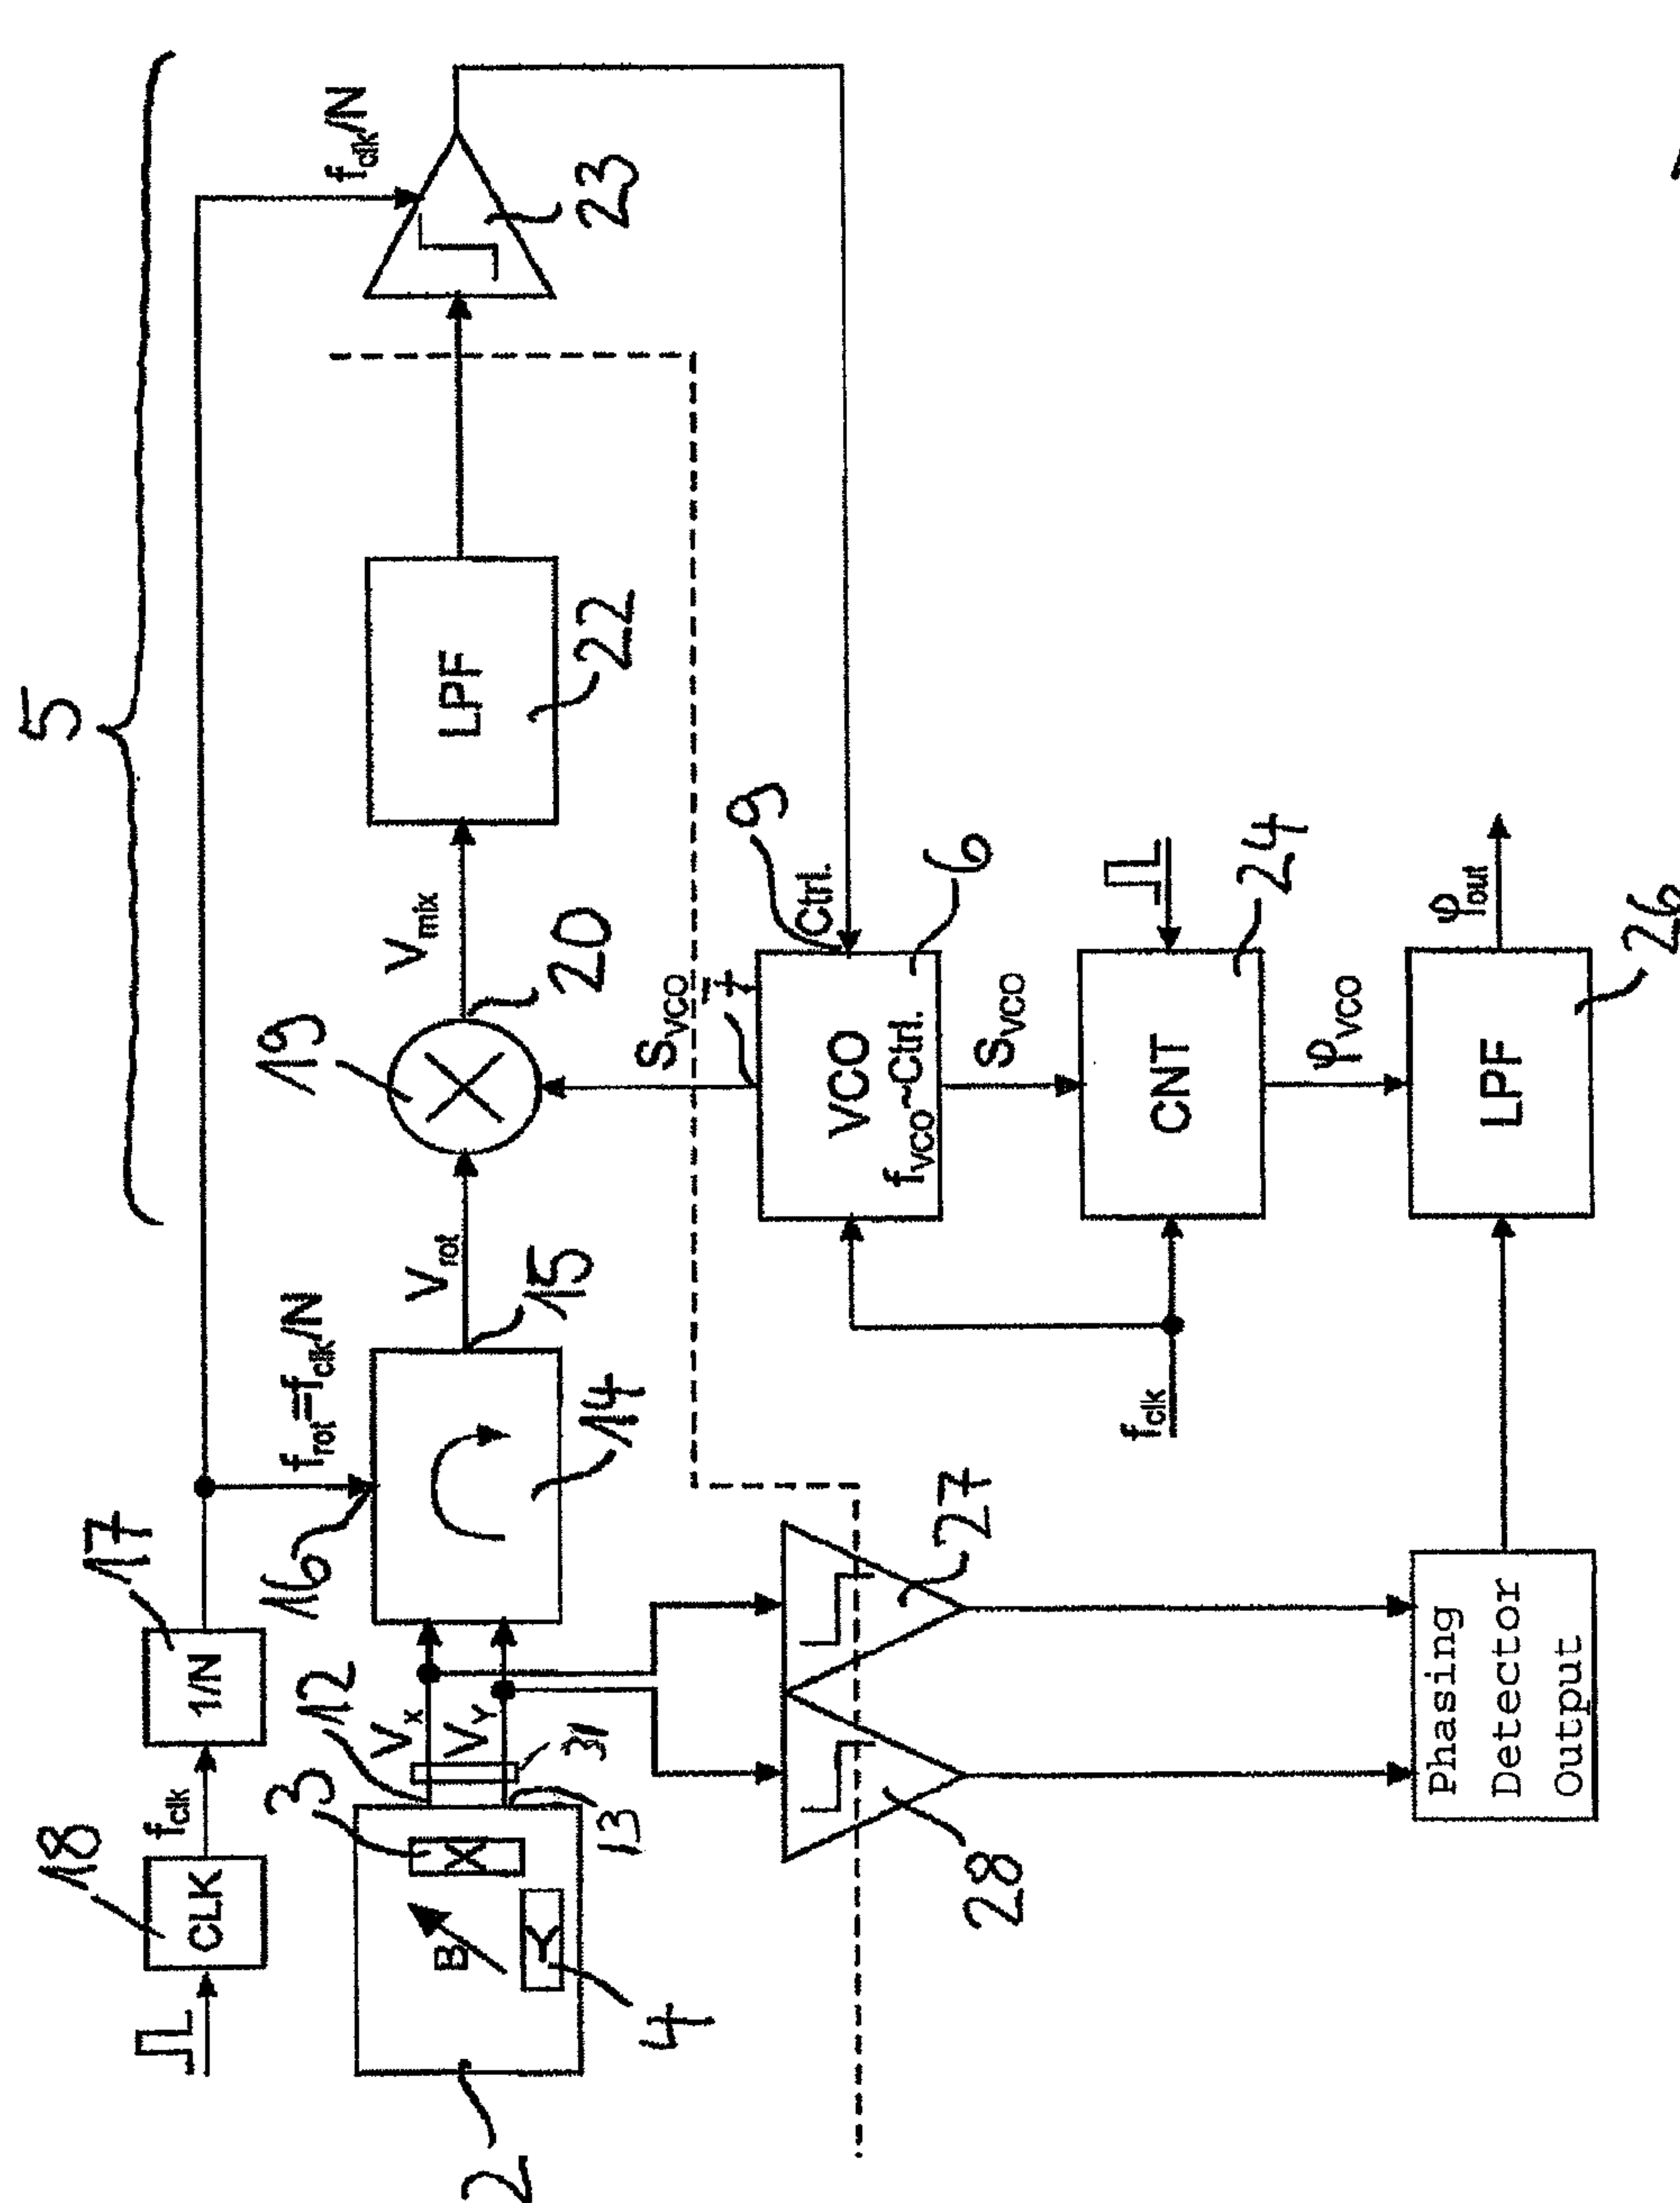 5
18
CLK
f_clk
17
1/N
f_rot=f_clk/N
16
f_clk/N
2
B
3
X
4
Y
12
V_X
V_Y
13
31
14
15
V_rot
19
20
V_mix
LPF
22
23
S_VCO
7
9
Ctrl.
VCO
f_VCO~Ctrl.
6
28
27
f_clk
S_VCO
CNT
24
φ_VCO
Phasing
Detector
Output
LPF
26
φ_out